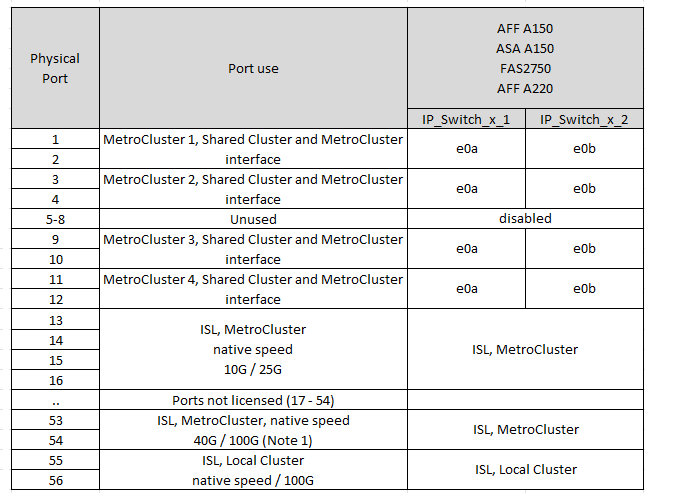 Physical
Port
Port use
AFF A150
ASA A150
FAS2750
AFF A220
IP_Switch_x_1
IP_Switch_x_2
1
MetroCluster 1, Shared Cluster and MetroCluster
interface
e0a
e0b
2
3
MetroCluster 2, Shared Cluster and MetroCluster
interface
e0a
e0b
4
5-8
Unused
disabled
9
MetroCluster 3, Shared Cluster and MetroCluster
interface
e0a
e0b
10
11
MetroCluster 4, Shared Cluster and MetroCluster
interface
e0a
e0b
12
13
14
15
16
ISL, MetroCluster
native speed
10G / 25G
ISL, MetroCluster
..
Ports not licensed (17 - 54)
53
54
ISL, MetroCluster, native speed
40G / 100G (Note 1)
ISL, MetroCluster
55
56
ISL, Local Cluster
native speed / 100G
ISL, Local Cluster